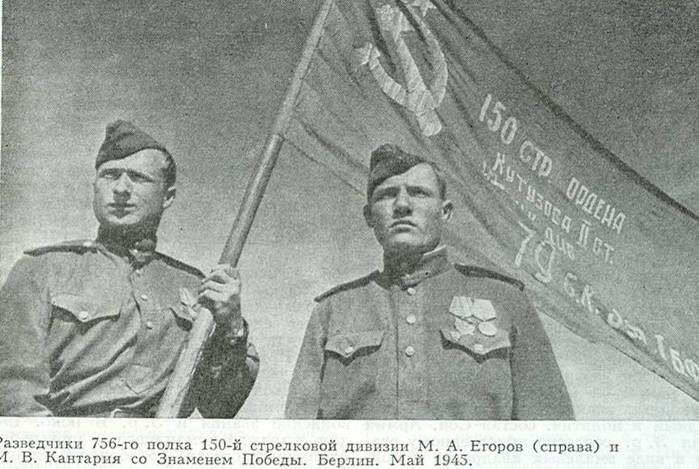 150 СТР ОРДЕНА
КУТУЗОВА II СТ.
ДИВ.
79 С.К.
Разведчики 756-го полка 150-й стрелковой дивизии М. А. Егоров (справа) и
М. В. Кантария со Знаменем Победы. Берлин. Май 1945.